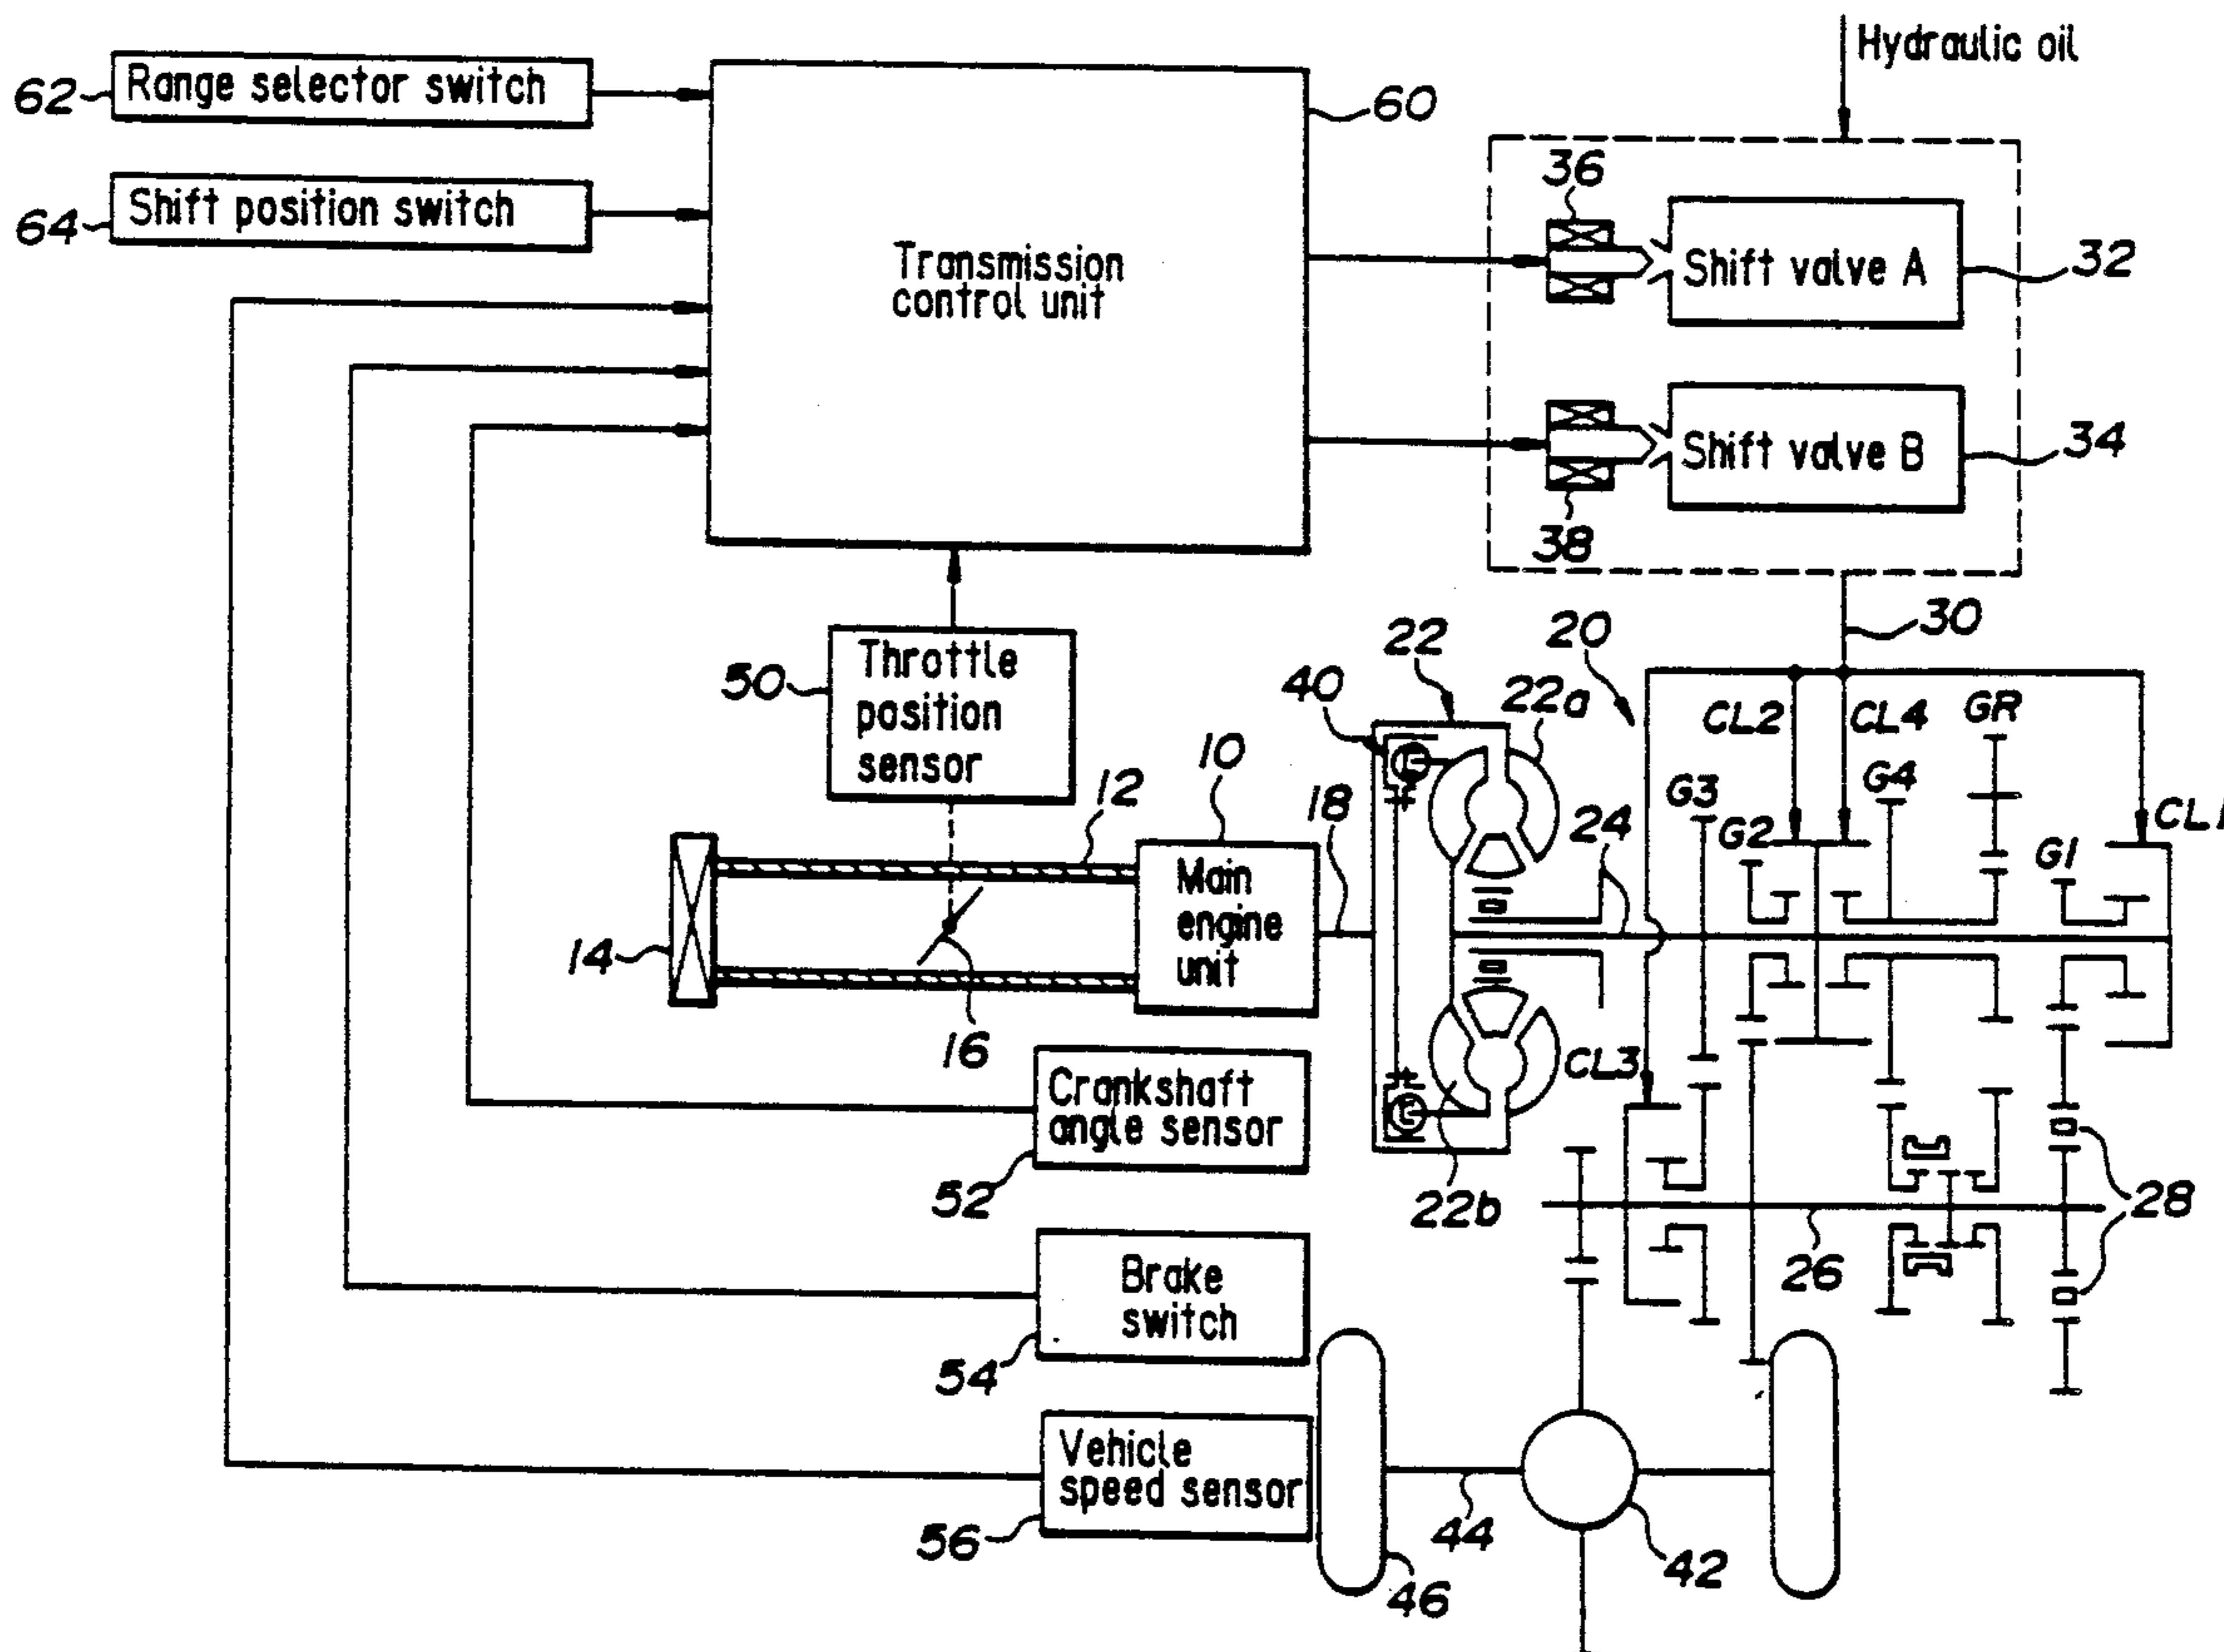 Hydraulic oil
62
Range selector switch
60
36
64
Shift position switch
Transmission
control unit
Shift valve A
32
Shift valve B
34
38
30
20
22
50
Throttle
position
sensor
40
22a
CL2
CL4
GR
10
12
18
G3
24
G2
G4
G1
CL1
14
Main
engine
unit
16
CL3
Crankshaft
angle sensor
52
22b
28
26
Brake
switch
54
Vehicle
speed sensor
56
44
42
46